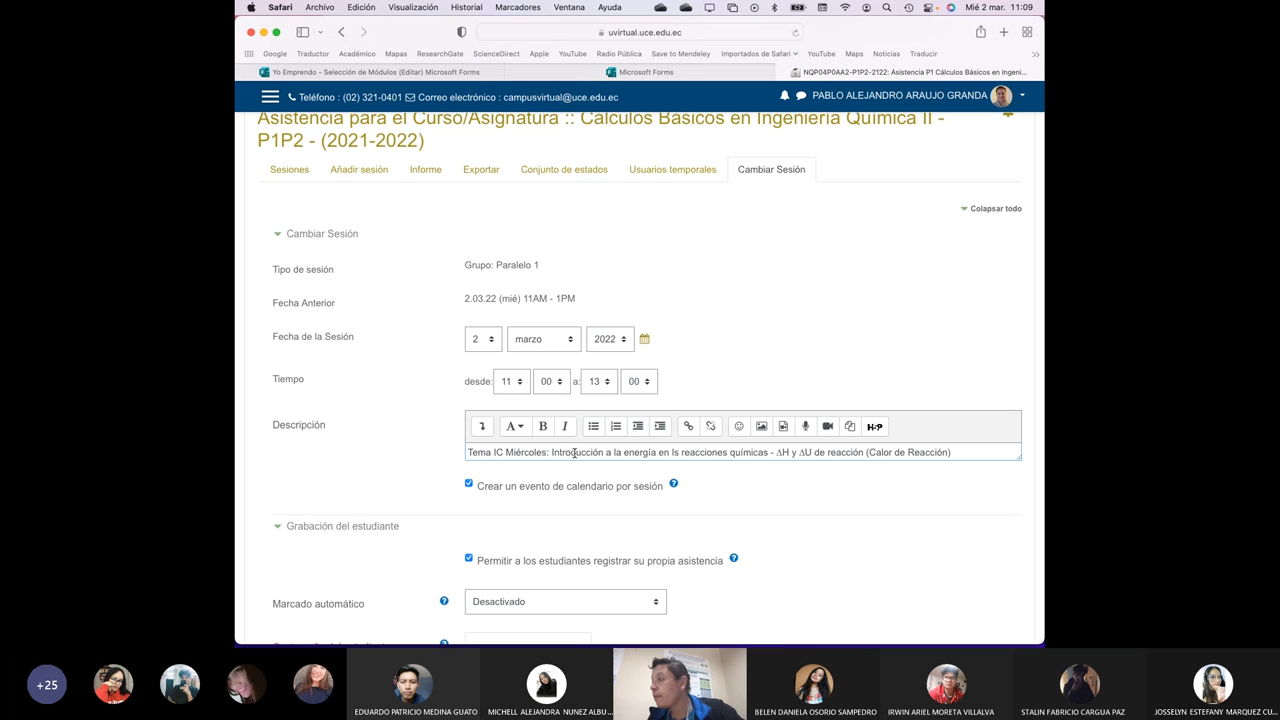 Safari Archivo Edición Visualización Historial Marcadores Ventana Ayuda Mié 2 mar. 11:09
uvirtual.uce.edu.ec
Google Traductor Académico Mapas ResearchGate ScienceDirect Apple YouTube Radio Pública Save to Mendeley Importados de Safari YouTube Maps Noticias Traducir
Yo Emprendo - Selección de Módulos (Editar) Microsoft Forms Microsoft Forms NQP04P0AA2-P1P2-2122: Asistencia P1 Cálculos Básicos en Ingeni...
Teléfono : (02) 321-0401 Correo electrónico : campusvirtual@uce.edu.ec PABLO ALEJANDRO ARAUJO GRANDA
Asistencia para el Curso/Asignatura :: Cálculos Básicos en Ingeniería Química II -
P1P2 - (2021-2022)
Sesiones Añadir sesión Informe Exportar Conjunto de estados Usuarios temporales Cambiar Sesión
Colapsar todo
Cambiar Sesión
Tipo de sesión Grupo: Paralelo 1
Fecha Anterior 2.03.22 (mié) 11AM - 1PM
Fecha de la Sesión 2 marzo 2022
Tiempo desde: 11 00 a: 13 00
Descripción
A B I H-P
Tema IC Miércoles: Introducción a la energía en ls reacciones químicas - ΔH y ΔU de reacción (Calor de Reacción)
Crear un evento de calendario por sesión
Grabación del estudiante
Permitir a los estudiantes registrar su propia asistencia
Marcado automático Desactivado
+25
EDUARDO PATRICIO MEDINA GUATO MICHELL ALEJANDRA NUNEZ ALBU... BELEN DANIELA OSORIO SAMPEDRO IRWIN ARIEL MORETA VILLALVA STALIN FABRICIO CARGUA PAZ JOSSELYN ESTEFANY MARQUEZ CU...